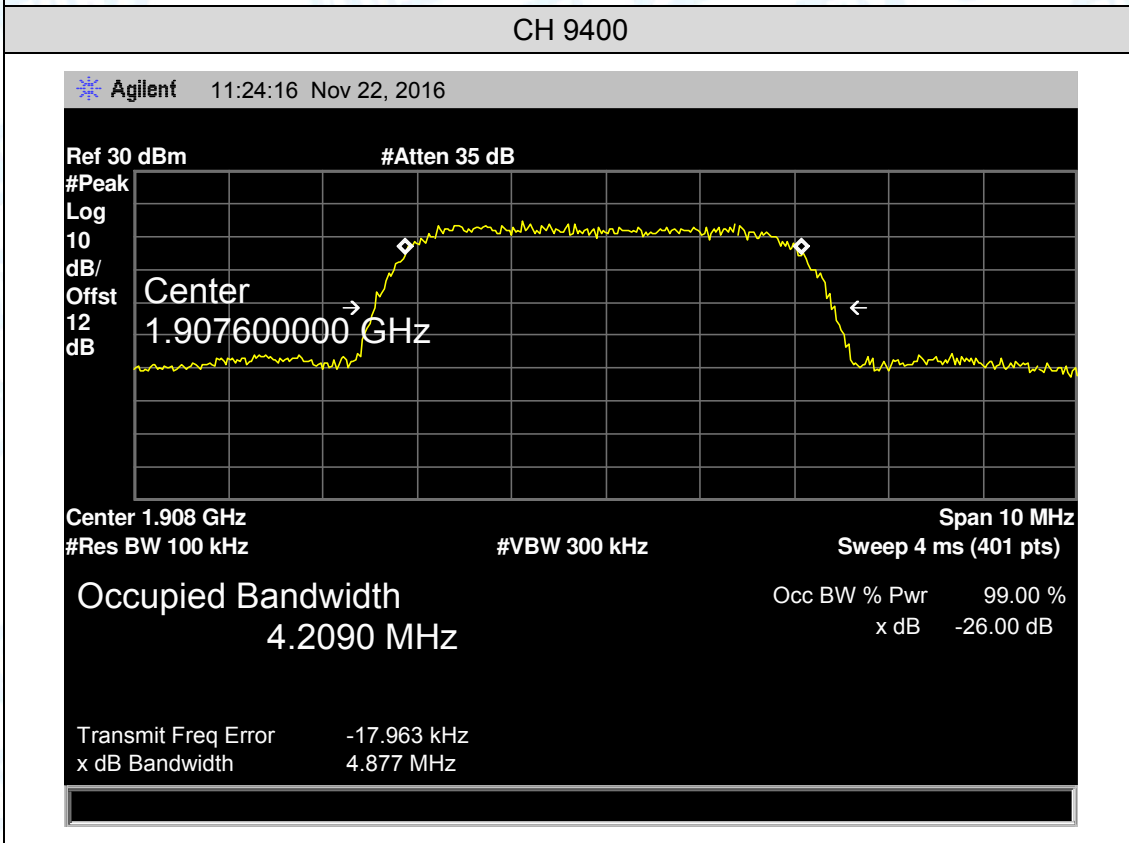 CH 9400
Agilent 11:24:16 Nov 22, 2016
Ref 30 dBm #Atten 35 dB
#Peak
Log
10
dB/
Offst
12
dB
Center
1.907600000 GHz
Center 1.908 GHz Span 10 MHz
#Res BW 100 kHz #VBW 300 kHz Sweep 4 ms (401 pts)
Occupied Bandwidth
4.2090 MHz
Occ BW % Pwr 99.00 %
x dB -26.00 dB
Transmit Freq Error -17.963 kHz
x dB Bandwidth 4.877 MHz